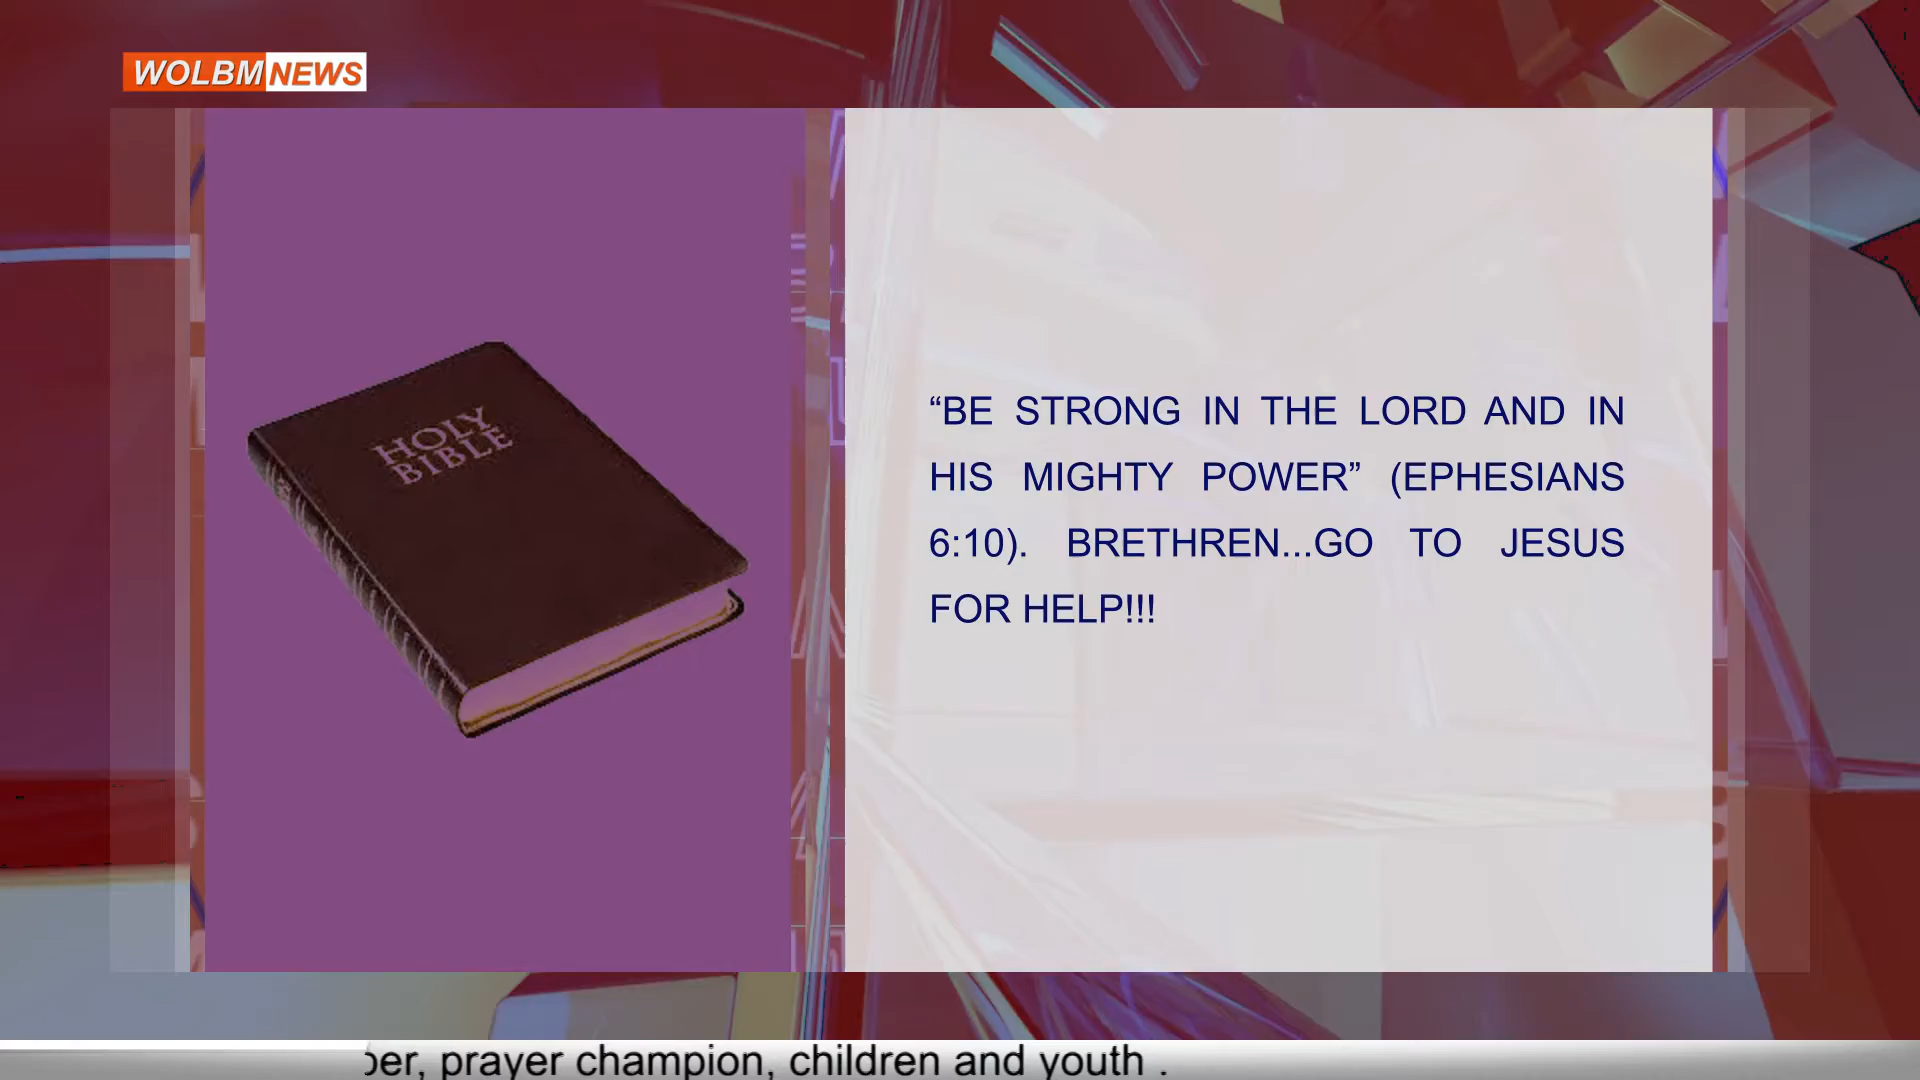 WOLBM NEWS
HOLY
BIBLE
“BE STRONG IN THE LORD AND IN
HIS MIGHTY POWER” (EPHESIANS
6:10). BRETHREN...GO TO JESUS
FOR HELP!!!
prayer champion, children and youth .